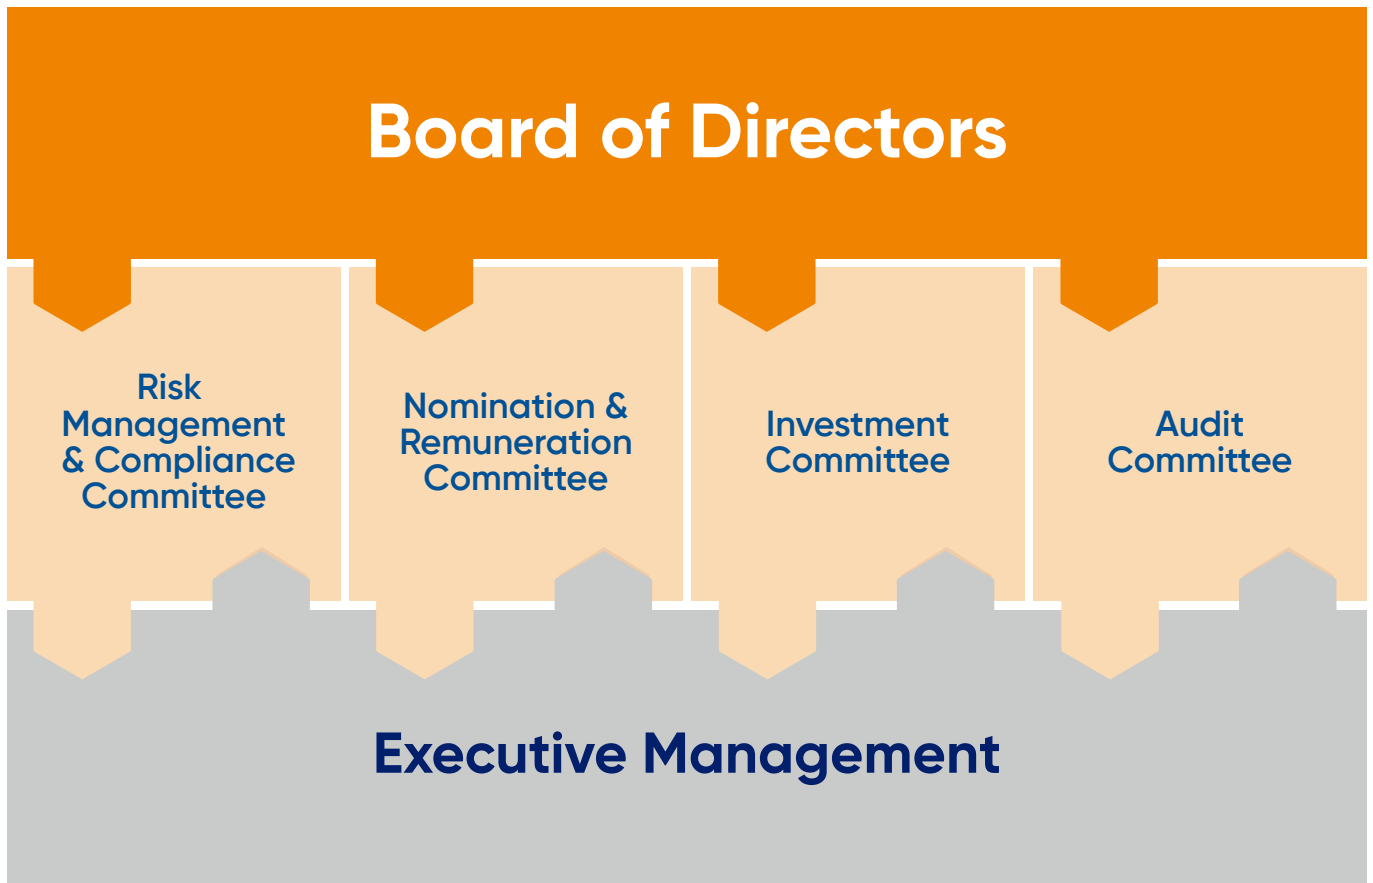 Board of Directors
Risk
Management
& Compliance
Committee
Nomination &
Remuneration
Committee
Investment
Committee
Audit
Committee
Executive Management